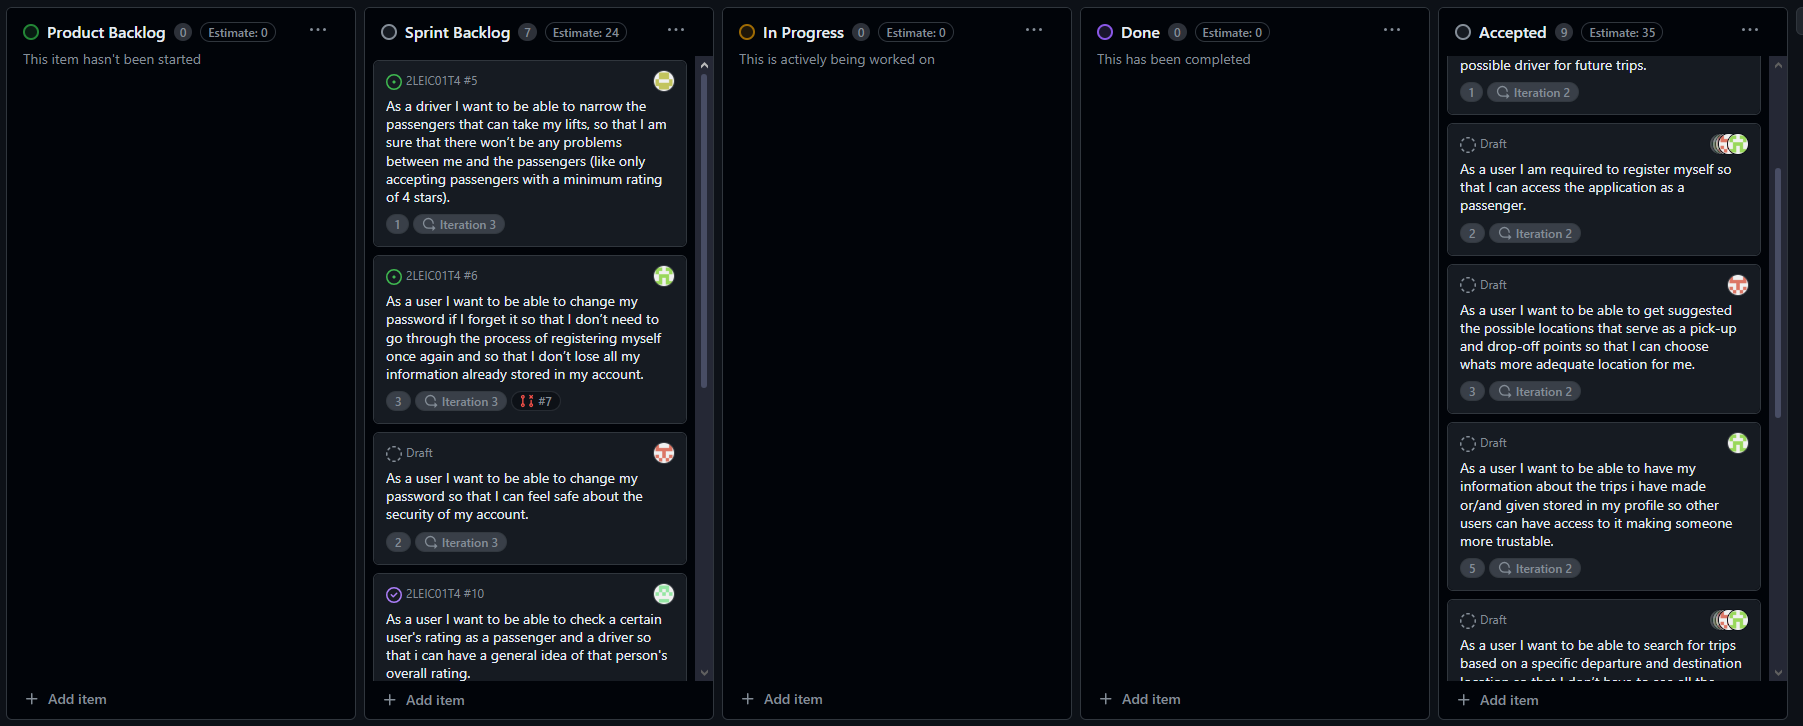 Product Backlog 0 Estimate: 0
This item hasn't been started
Add item
Sprint Backlog 7 Estimate: 24
2LEIC01T4 #5
As a driver I want to be able to narrow the
passengers that can take my lifts, so that I am
sure that there won't be any problems
between me and the passengers (like only
accepting passengers with a minimum rating
of 4 stars).
1 Iteration 3
2LEIC01T4 #6
As a user I want to be able to change my
password if I forget it so that I don't need to
go through the process of registering myself
once again and so that I don't lose all my
information already stored in my account.
3 Iteration 3 #7
Draft
As a user I want to be able to change my
password so that I can feel safe about the
security of my account.
2 Iteration 3
2LEIC01T4 #10
As a user I want to be able to check a certain
user's rating as a passenger and a driver so
that i can have a general idea of that person's
overall rating.
Add item
In Progress 0 Estimate: 0
This is actively being worked on
Add item
Done 0 Estimate: 0
This has been completed
Add item
Accepted 9 Estimate: 35
possible driver for future trips.
1 Iteration 2
Draft
As a user I am required to register myself so
that I can access the application as a
passenger.
2 Iteration 2
Draft
As a user I want to be able to get suggested
the possible locations that serve as a pick-up
and drop-off points so that I can choose
whats more adequate location for me.
3 Iteration 2
Draft
As a user I want to be able to have my
information about the trips i have made
or/and given stored in my profile so other
users can have access to it making someone
more trustable.
5 Iteration 2
Draft
As a user I want to be able to search for trips
based on a specific departure and destination
location so that I don't have to see all the
Add item